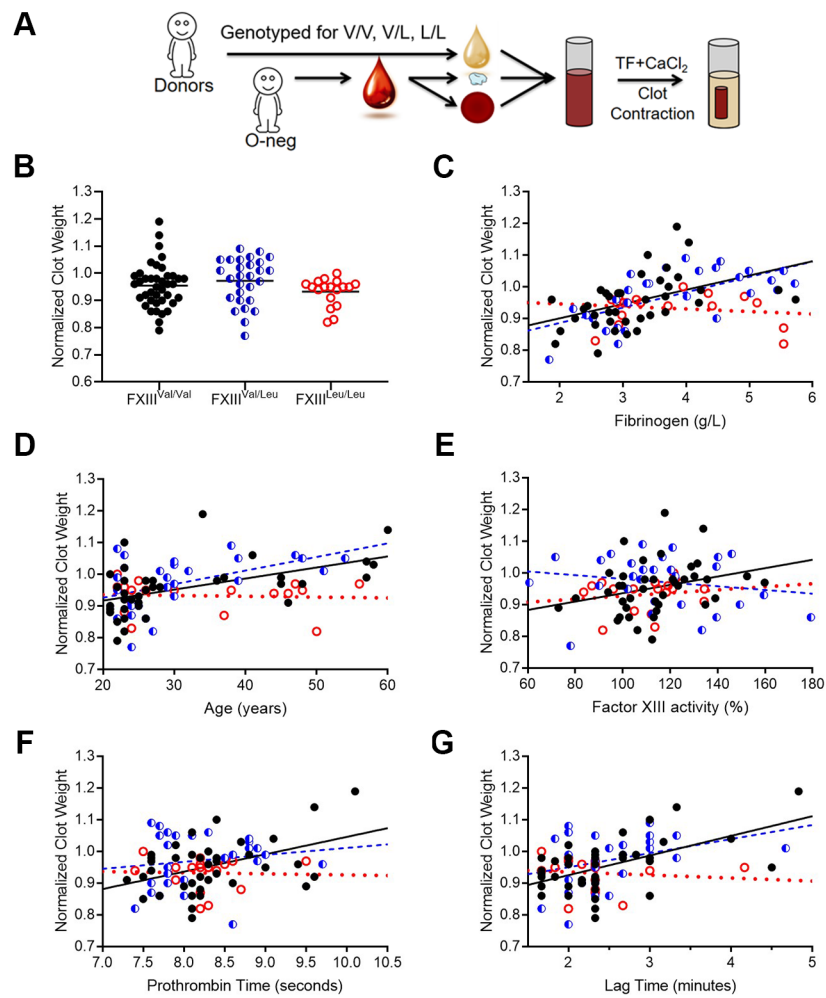 A
Genotyped for V/V, V/L, L/L
Donors
O-neg
TF+CaCl₂
Clot
Contraction
B
Normalized Clot Weight
1.3
1.2
1.1
1.0
0.9
0.8
0.7
0.6
FXIII^Val/Val FXIII^Val/Leu FXIII^Leu/Leu
C
Normalized Clot Weight
1.3
1.2
1.1
1.0
0.9
0.8
0.7
2 3 4 5 6
Fibrinogen (g/L)
D
Normalized Clot Weight
1.3
1.2
1.1
1.0
0.9
0.8
0.7
20 30 40 50 60
Age (years)
E
Normalized Clot Weight
1.3
1.2
1.1
1.0
0.9
0.8
0.7
60 80 100 120 140 160 180
Factor XIII activity (%)
F
Normalized Clot Weight
1.3
1.2
1.1
1.0
0.9
0.8
0.7
7.0 7.5 8.0 8.5 9.0 9.5 10.0 10.5
Prothrombin Time (seconds)
G
Normalized Clot Weight
1.3
1.2
1.1
1.0
0.9
0.8
0.7
2 3 4 5
Lag Time (minutes)